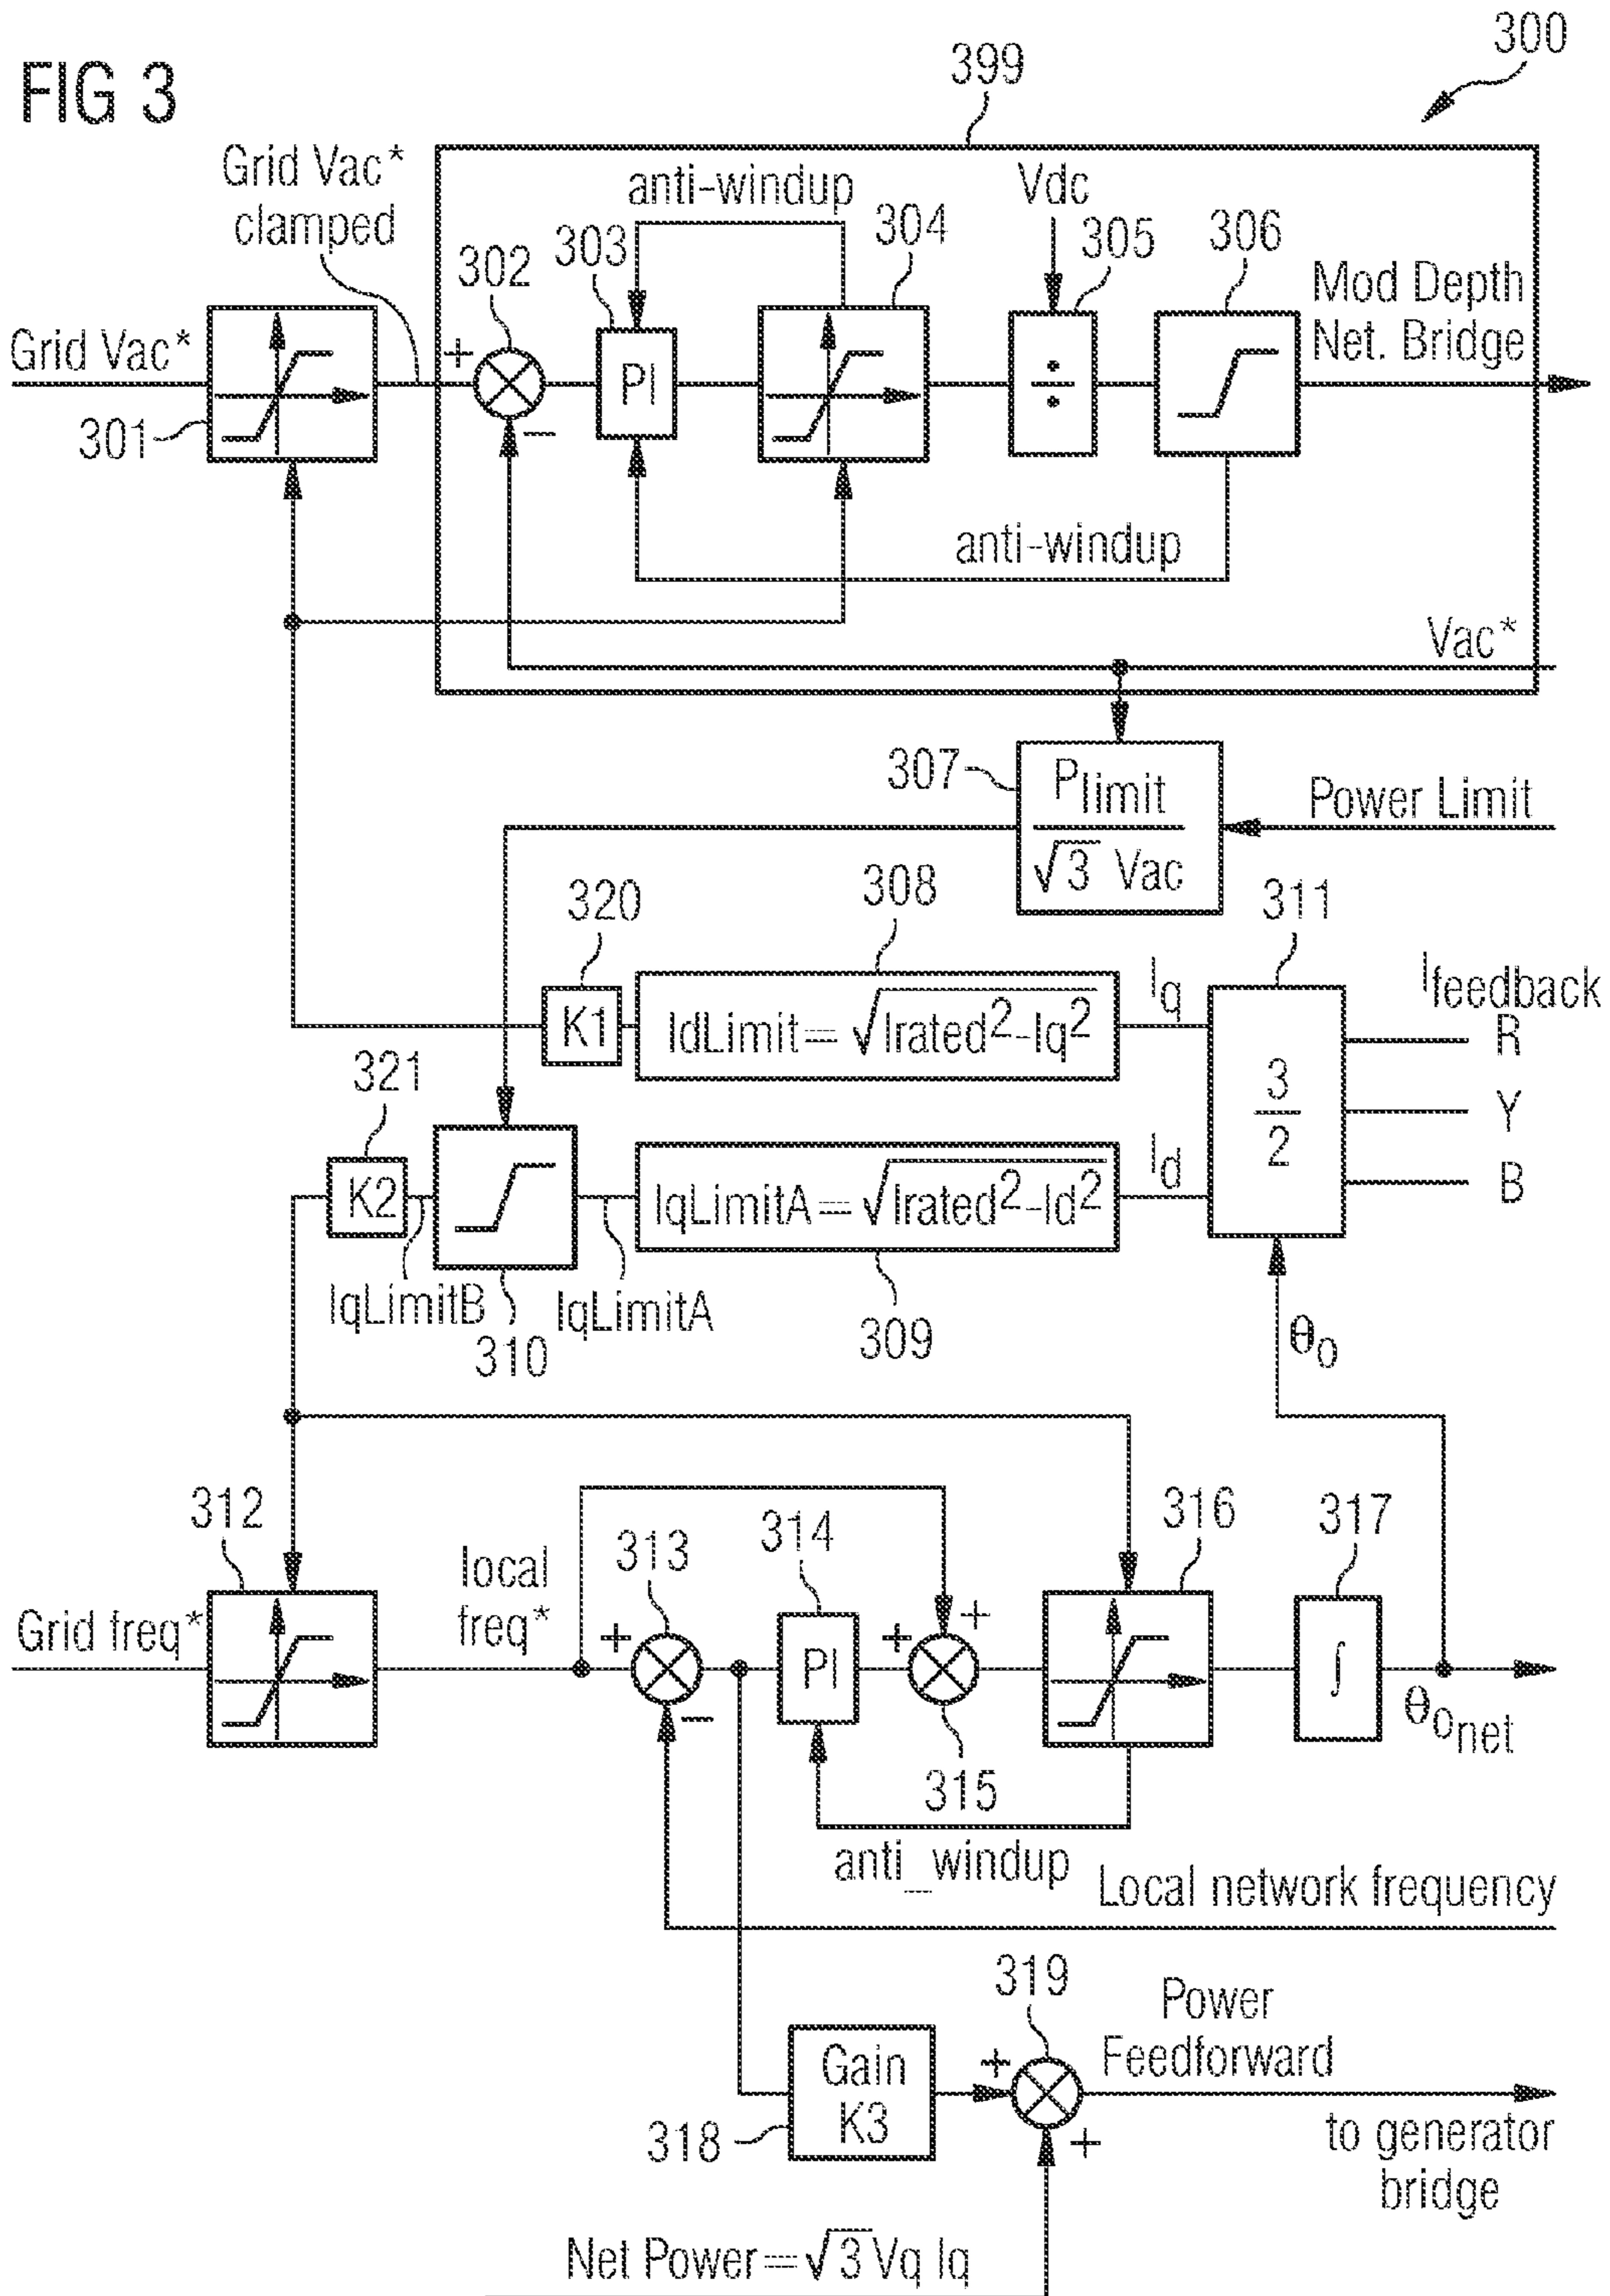 300
FIG 3
399
Grid Vac*
clamped
anti-windup
Vdc
302
303
304
305
306
Mod Depth
Net. Bridge
Grid Vac*
+
PI
÷
301
−
anti-windup
Vac*
307
Plimit
√3 Vac
Power Limit
320
308
311
K1
IdLimit=√Irated²-Iq²
Iq
Ifeedback
R
321
3
2
Y
K2
IqLimitA=√Irated²-Id²
Id
B
IqLimitB
310
IqLimitA
309
θ0
312
local
freq*
313
314
316
317
Grid freq*
+
PI
+
+
∫
−
θ0net
315
anti_windup
Local network frequency
319
Power
Feedforward
Gain
K3
318
+
+
to generator
bridge
Net Power=√3 Vq Iq